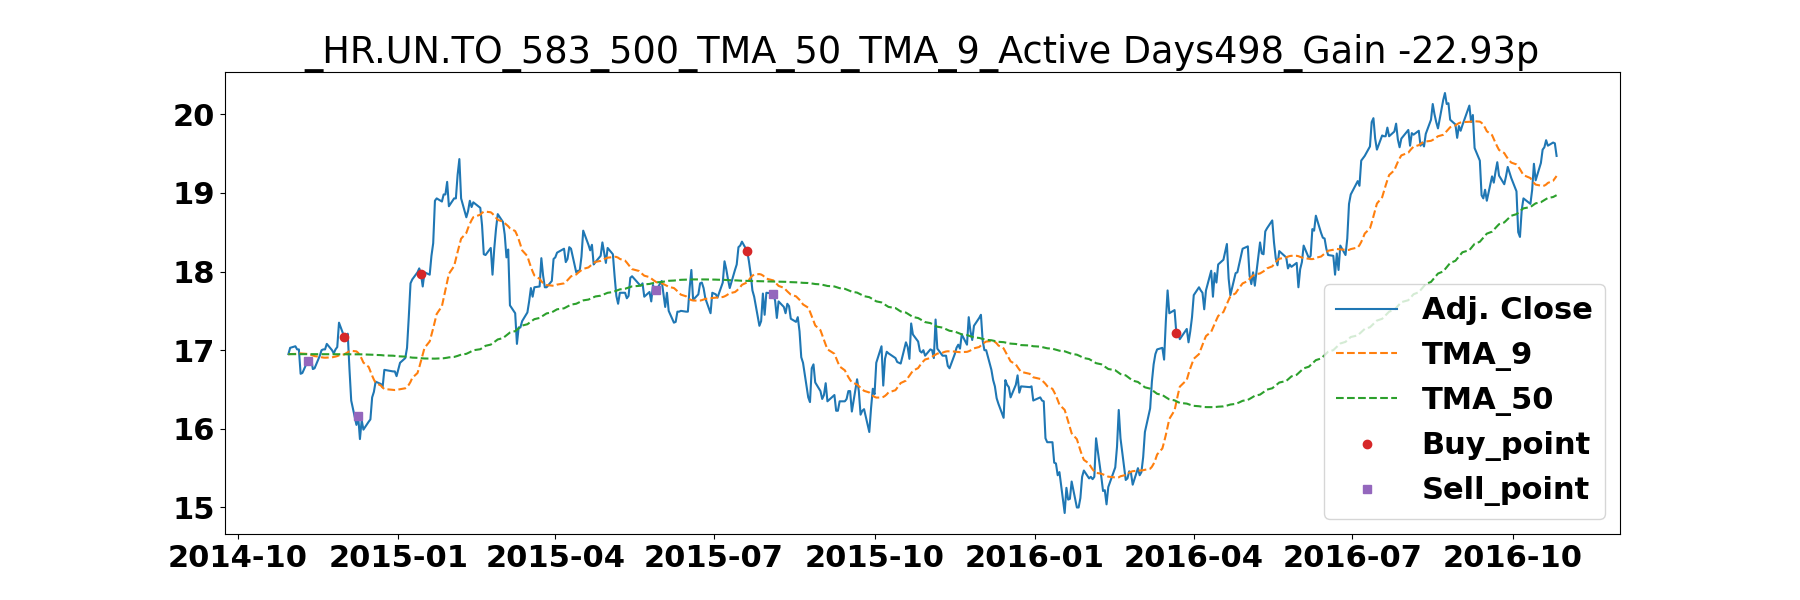 _HR.UN.TO_583_500_TMA_50_TMA_9_Active Days498_Gain -22.93p
20
19
18
17
16
15
Adj. Close
TMA_9
TMA_50
Buy_point
Sell_point
2014-10 2015-01 2015-04 2015-07 2015-10 2016-01 2016-04 2016-07 2016-10